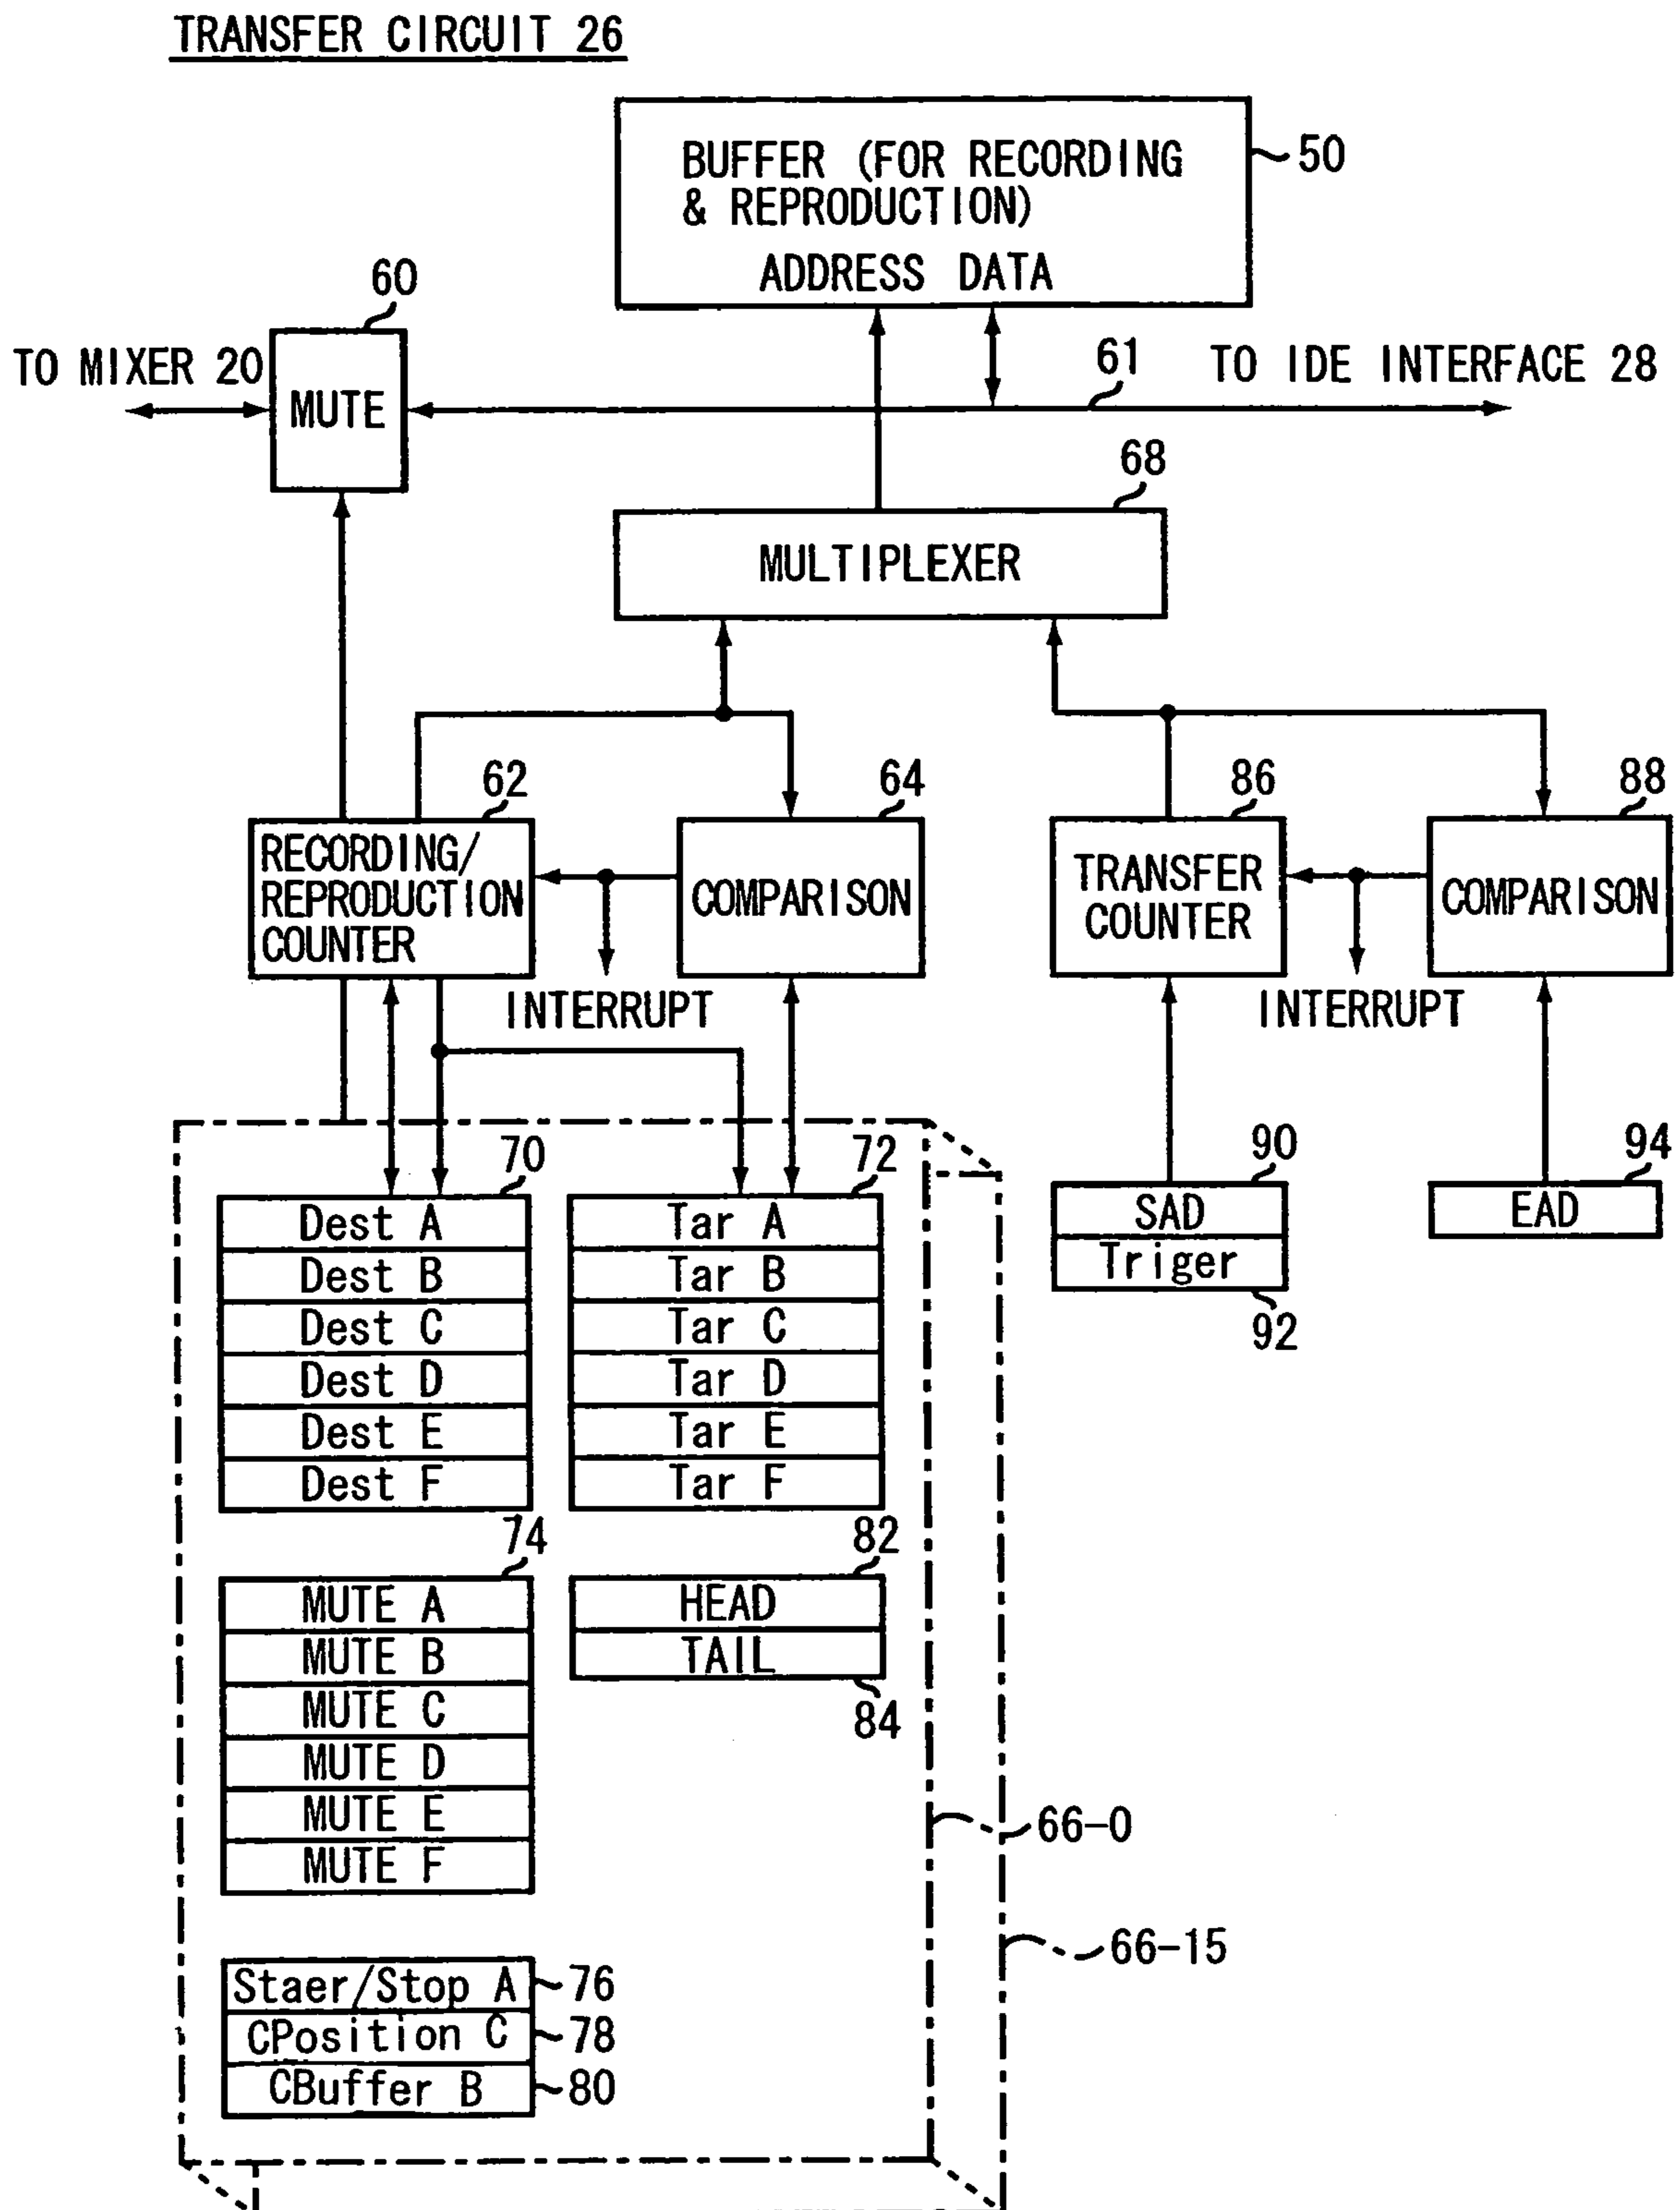 TRANSFER CIRCUIT 26
BUFFER (FOR RECORDING
& REPRODUCTION)
ADDRESS DATA
50
60
TO MIXER 20
MUTE
61
TO IDE INTERFACE 28
68
MULTIPLEXER
62
64
86
88
RECORDING/
REPRODUCTION
COUNTER
COMPARISON
TRANSFER
COUNTER
COMPARISON
INTERRUPT
INTERRUPT
70
72
90
94
Dest A
Dest B
Dest C
Dest D
Dest E
Dest F
Tar A
Tar B
Tar C
Tar D
Tar E
Tar F
SAD
Triger
92
EAD
74
82
MUTE A
MUTE B
MUTE C
MUTE D
MUTE E
MUTE F
HEAD
TAIL
84
66-0
66-15
Staer/Stop A
76
CPosition C
78
CBuffer B
80